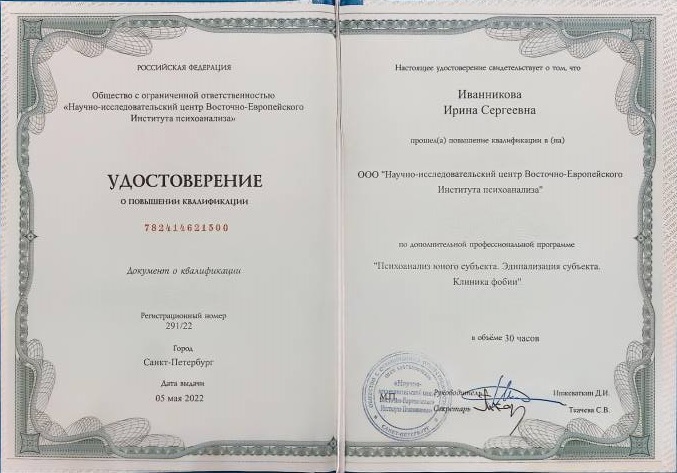 РОССИЙСКАЯ ФЕДЕРАЦИЯ
Общество с ограниченной ответственностью
«Научно-исследовательский центр Восточно-Европейского
Института психоанализа»
УДОСТОВЕРЕНИЕ
О ПОВЫШЕНИИ КВАЛИФИКАЦИИ
782414621500
Документ о квалификации
Регистрационный номер
291/22
Город
Санкт-Петербург
Дата выдачи
05 мая 2022
Настоящее удостоверение свидетельствует о том, что
Иванникова
Ирина Сергеевна
прошел(а) повышение квалификации в (на)
ООО "Научно-исследовательский центр Восточно-Европейского
Института психоанализа"
по дополнительной профессиональной программе
"Психоанализ юного субъекта. Эдипализация субъекта.
Клиника фобии"
в объёме 30 часов
М.П.
Руководитель
Секретарь
Ткачева С.В.
САНКТ-ПЕТЕРБУРГ